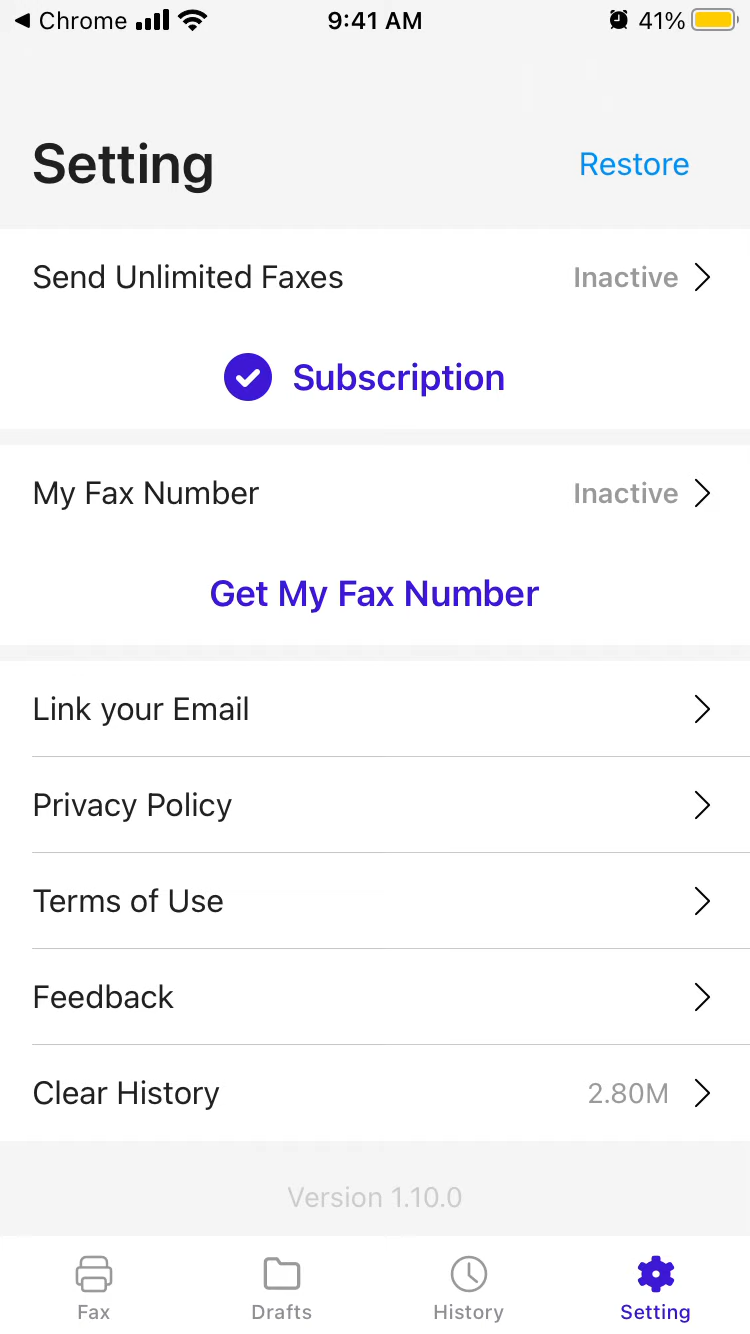 Chrome 9:41 AM 41%
Setting Restore
Send Unlimited Faxes Inactive
Subscription
My Fax Number Inactive
Get My Fax Number
Link your Email
Privacy Policy
Terms of Use
Feedback
Clear History 2.80M
Version 1.10.0
Fax Drafts History Setting